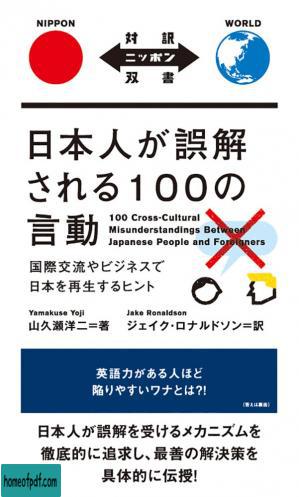 NIPPON
WORLD
対訳
ニッポン
双書
日本人が誤解
される100の
言動
100 Cross-Cultural
Misunderstandings Between
Japanese People and Foreigners
国際交流やビジネスで
日本を再生するヒント
Yamakuse Yoji
山久瀬洋二=著
Jake Ronaldson
ジェイク・ロナルドソン=訳
英語力がある人ほど
陥りやすいワナとは?!
(答えは裏面)
日本人が誤解を受けるメカニズムを
徹底的に追求し、最善の解決策を
具体的に伝授!
homeofpdf.com